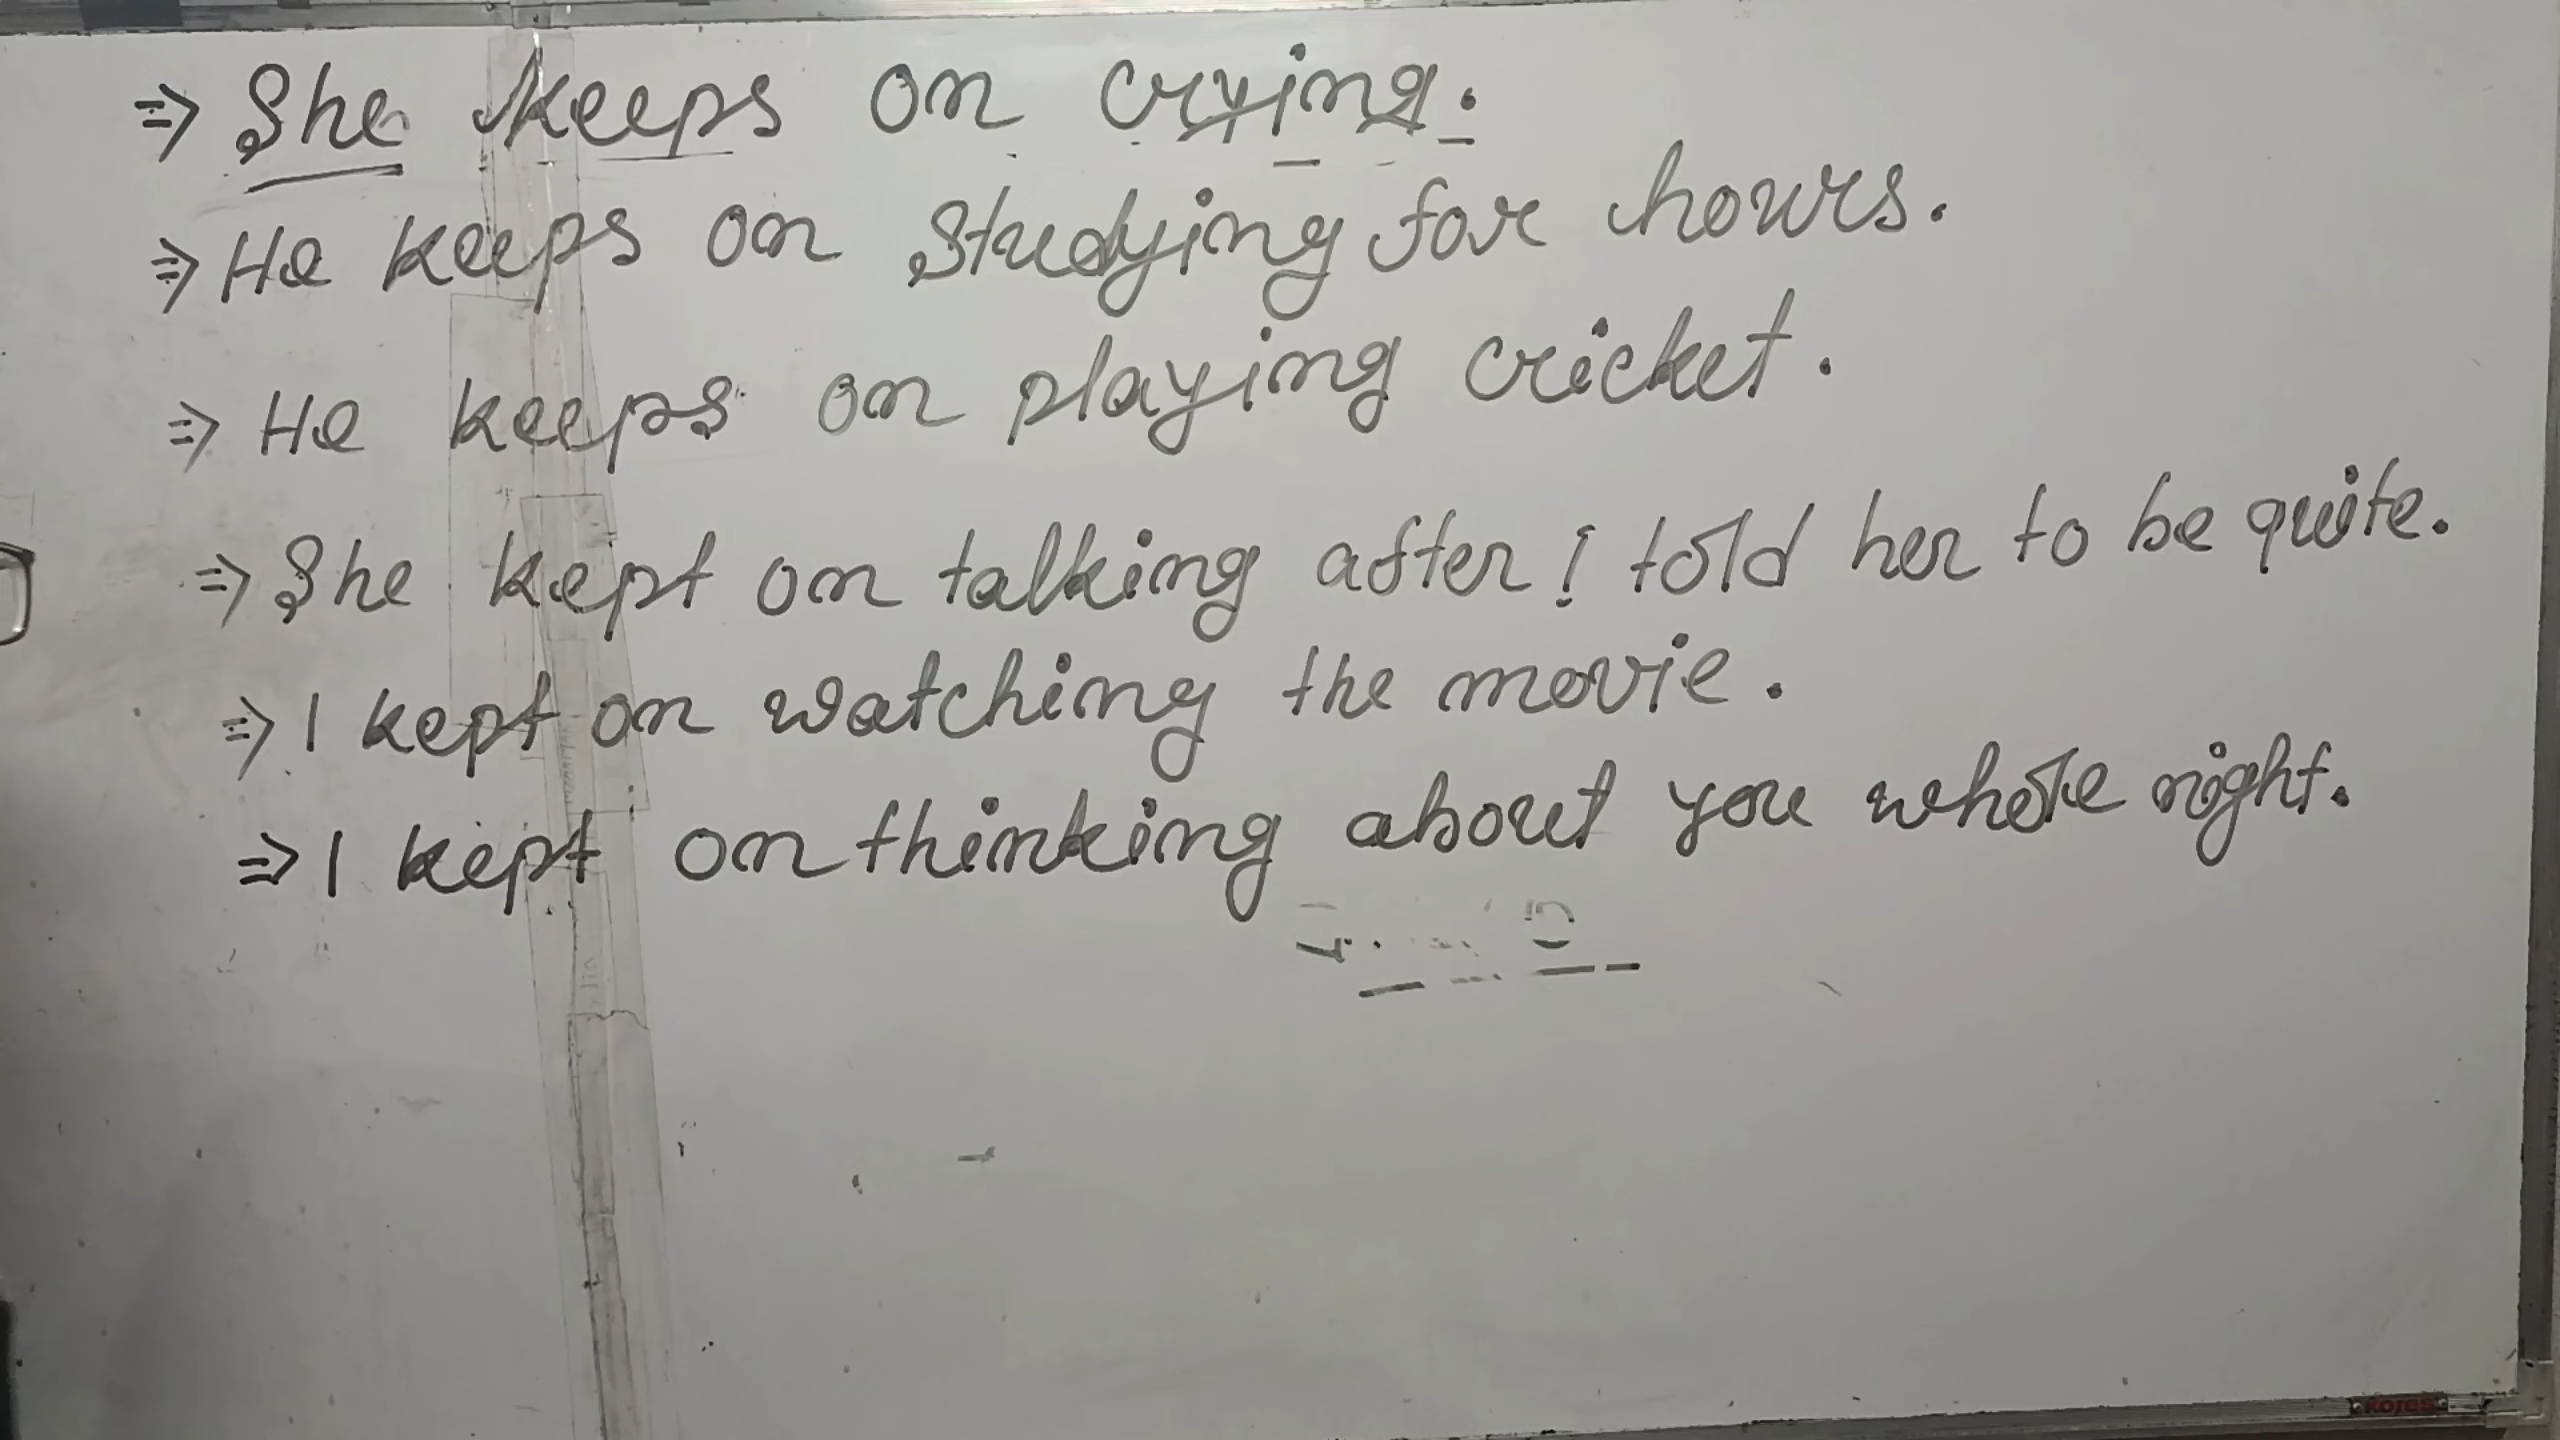 ⇒ She keeps on crying.
⇒ He keeps on studying for hours.
⇒ He keeps on playing cricket.
⇒ She kept on talking after I told her to be quite.
⇒ I kept on watching the movie.
⇒ I kept on thinking about you whole night.